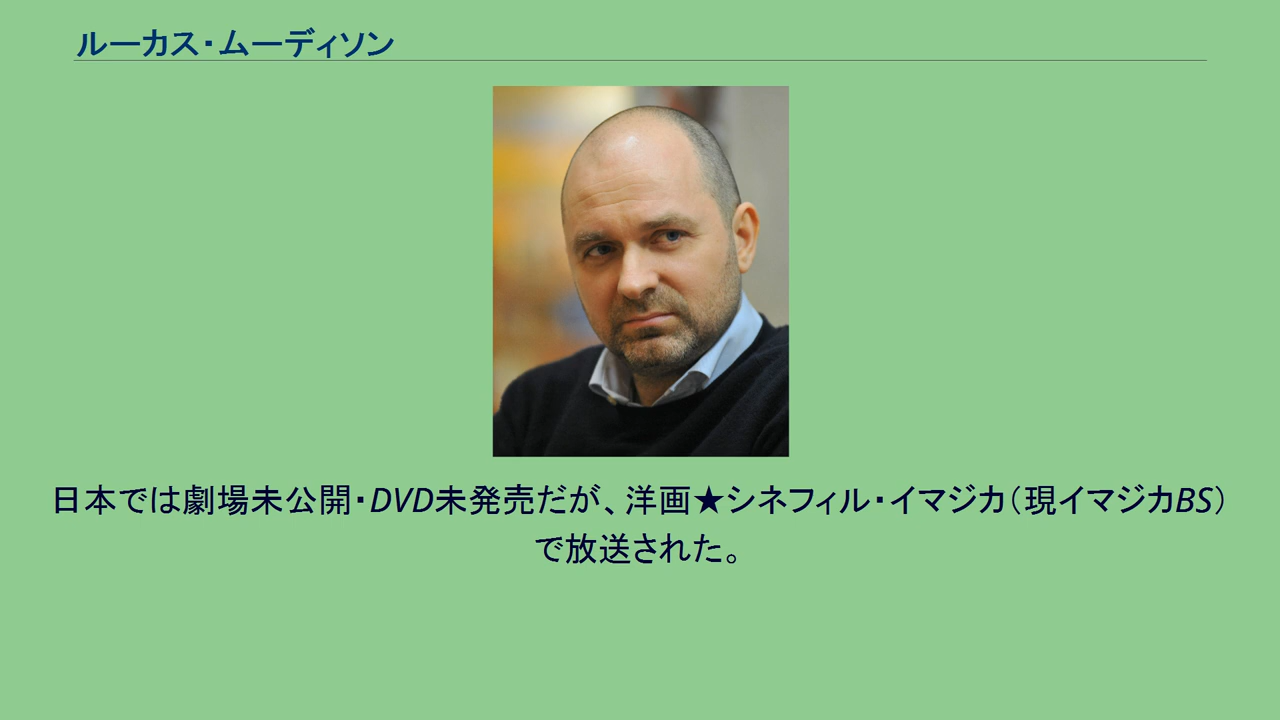 ルーカス・ムーディソン
日本では劇場未公開・DVD未発売だが、洋画★シネフィル・イマジカ（現イマジカBS）
で放送された。